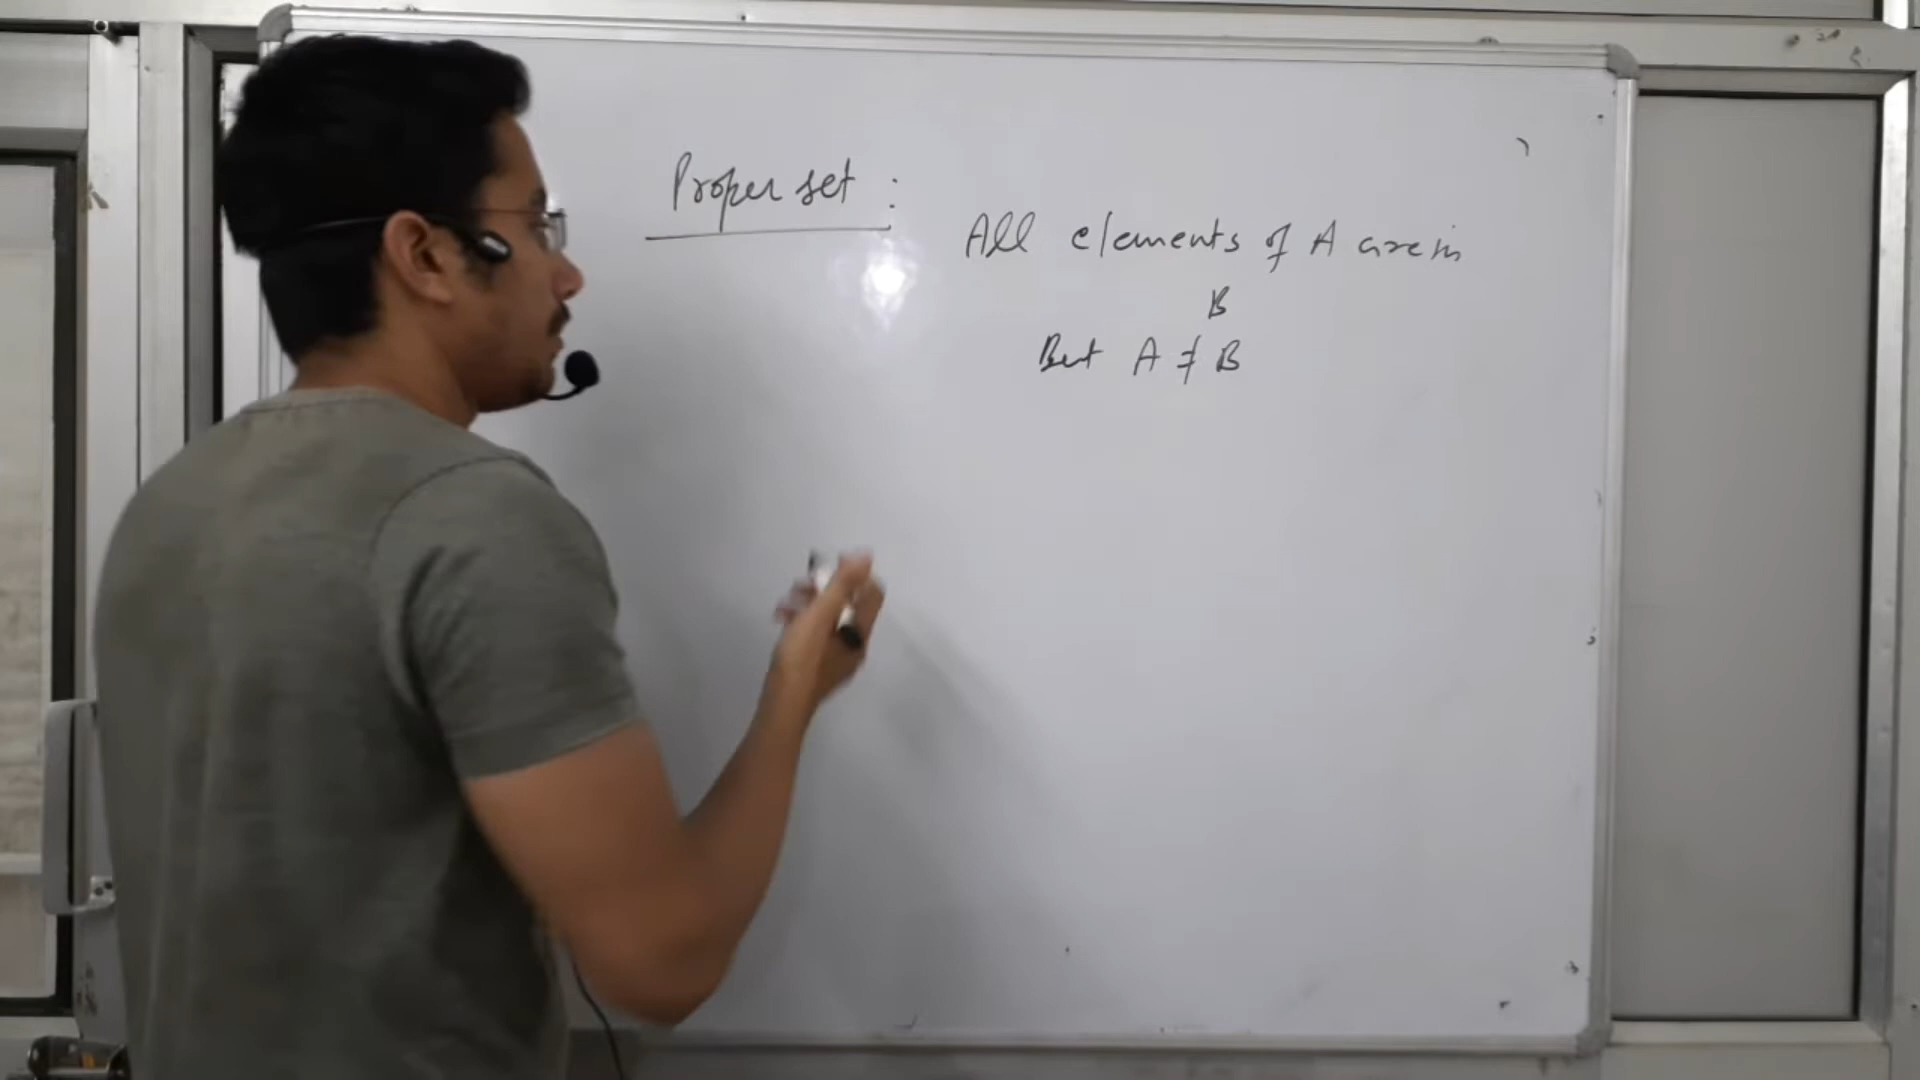 Proper set :
All elements of A are in
B
But A ≠ B